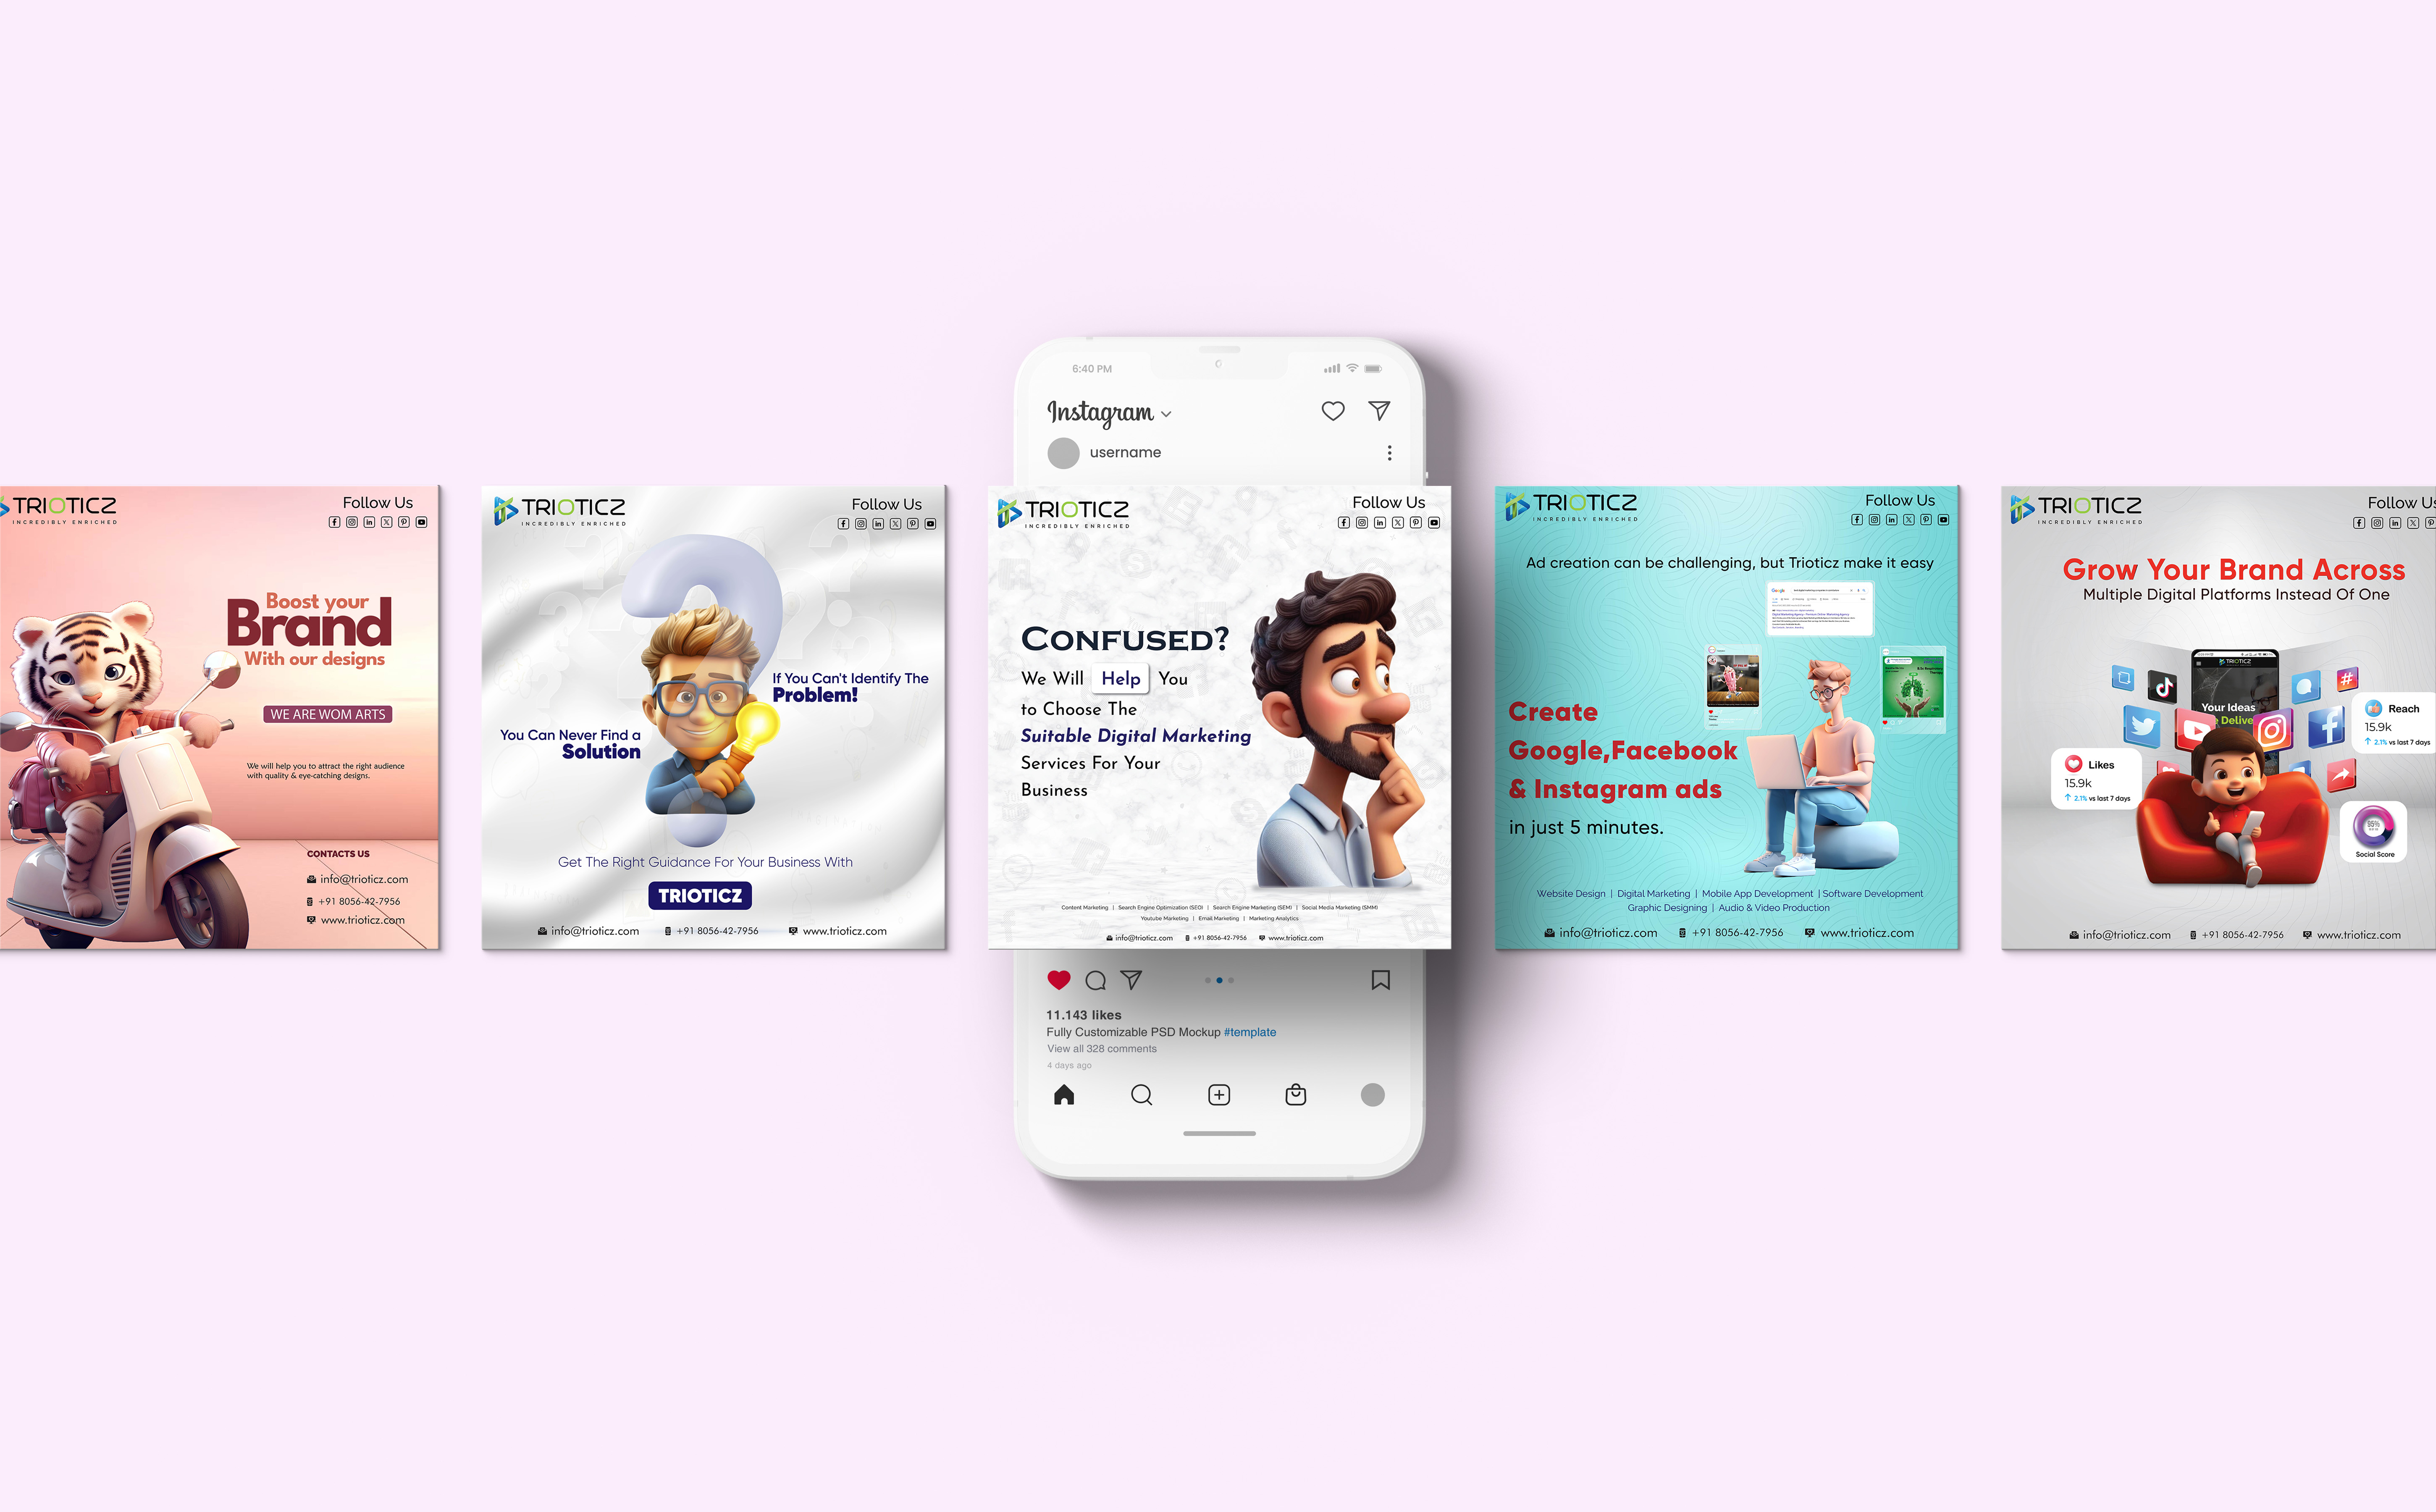 TRIOTICZ
INCREDIBLY ENRICHED
Follow Us
Boost your
Brand
With our designs
WE ARE WOM ARTS
We will help you to attract the right audience
with quality & eye-catching designs.
CONTACTS US
info@trioticz.com
+91 8056-42-7956
www.trioticz.com
TRIOTICZ
INCREDIBLY ENRICHED
Follow Us
If You Can't Identify The
Problem!
You Can Never Find a
Solution
Get The Right Guidance For Your Business With
TRIOTICZ
info@trioticz.com +91 8056-42-7956 www.trioticz.com
6:40 PM
Instagram
username
TRIOTICZ
INCREDIBLY ENRICHED
Follow Us
CONFUSED?
We Will Help You
to Choose The
Suitable Digital Marketing
Services For Your
Business
Content Marketing | Search Engine Optimization (SEO) | Search Engine Marketing (SEM) | Social Media Marketing (SMM)
Youtube Marketing | Email Marketing | Marketing Analytics
info@trioticz.com +91 8056-42-7956 www.trioticz.com
11.143 likes
Fully Customizable PSD Mockup #template
View all 328 comments
4 days ago
TRIOTICZ
INCREDIBLY ENRICHED
Follow Us
Ad creation can be challenging, but Trioticz make it easy
Google
Create
Google,Facebook
& Instagram ads
in just 5 minutes.
Website Design | Digital Marketing | Mobile App Development | Software Development
Graphic Designing | Audio & Video Production
info@trioticz.com +91 8056-42-7956 www.trioticz.com
TRIOTICZ
INCREDIBLY ENRICHED
Follow Us
Grow Your Brand Across
Multiple Digital Platforms Instead Of One
TRIOTICZ
Your Ideas
Delive
#
Reach
15.9k
2.1% vs last 7 days
Likes
15.9k
2.1% vs last 7 days
95%
Social Score
info@trioticz.com +91 8056-42-7956 www.trioticz.com